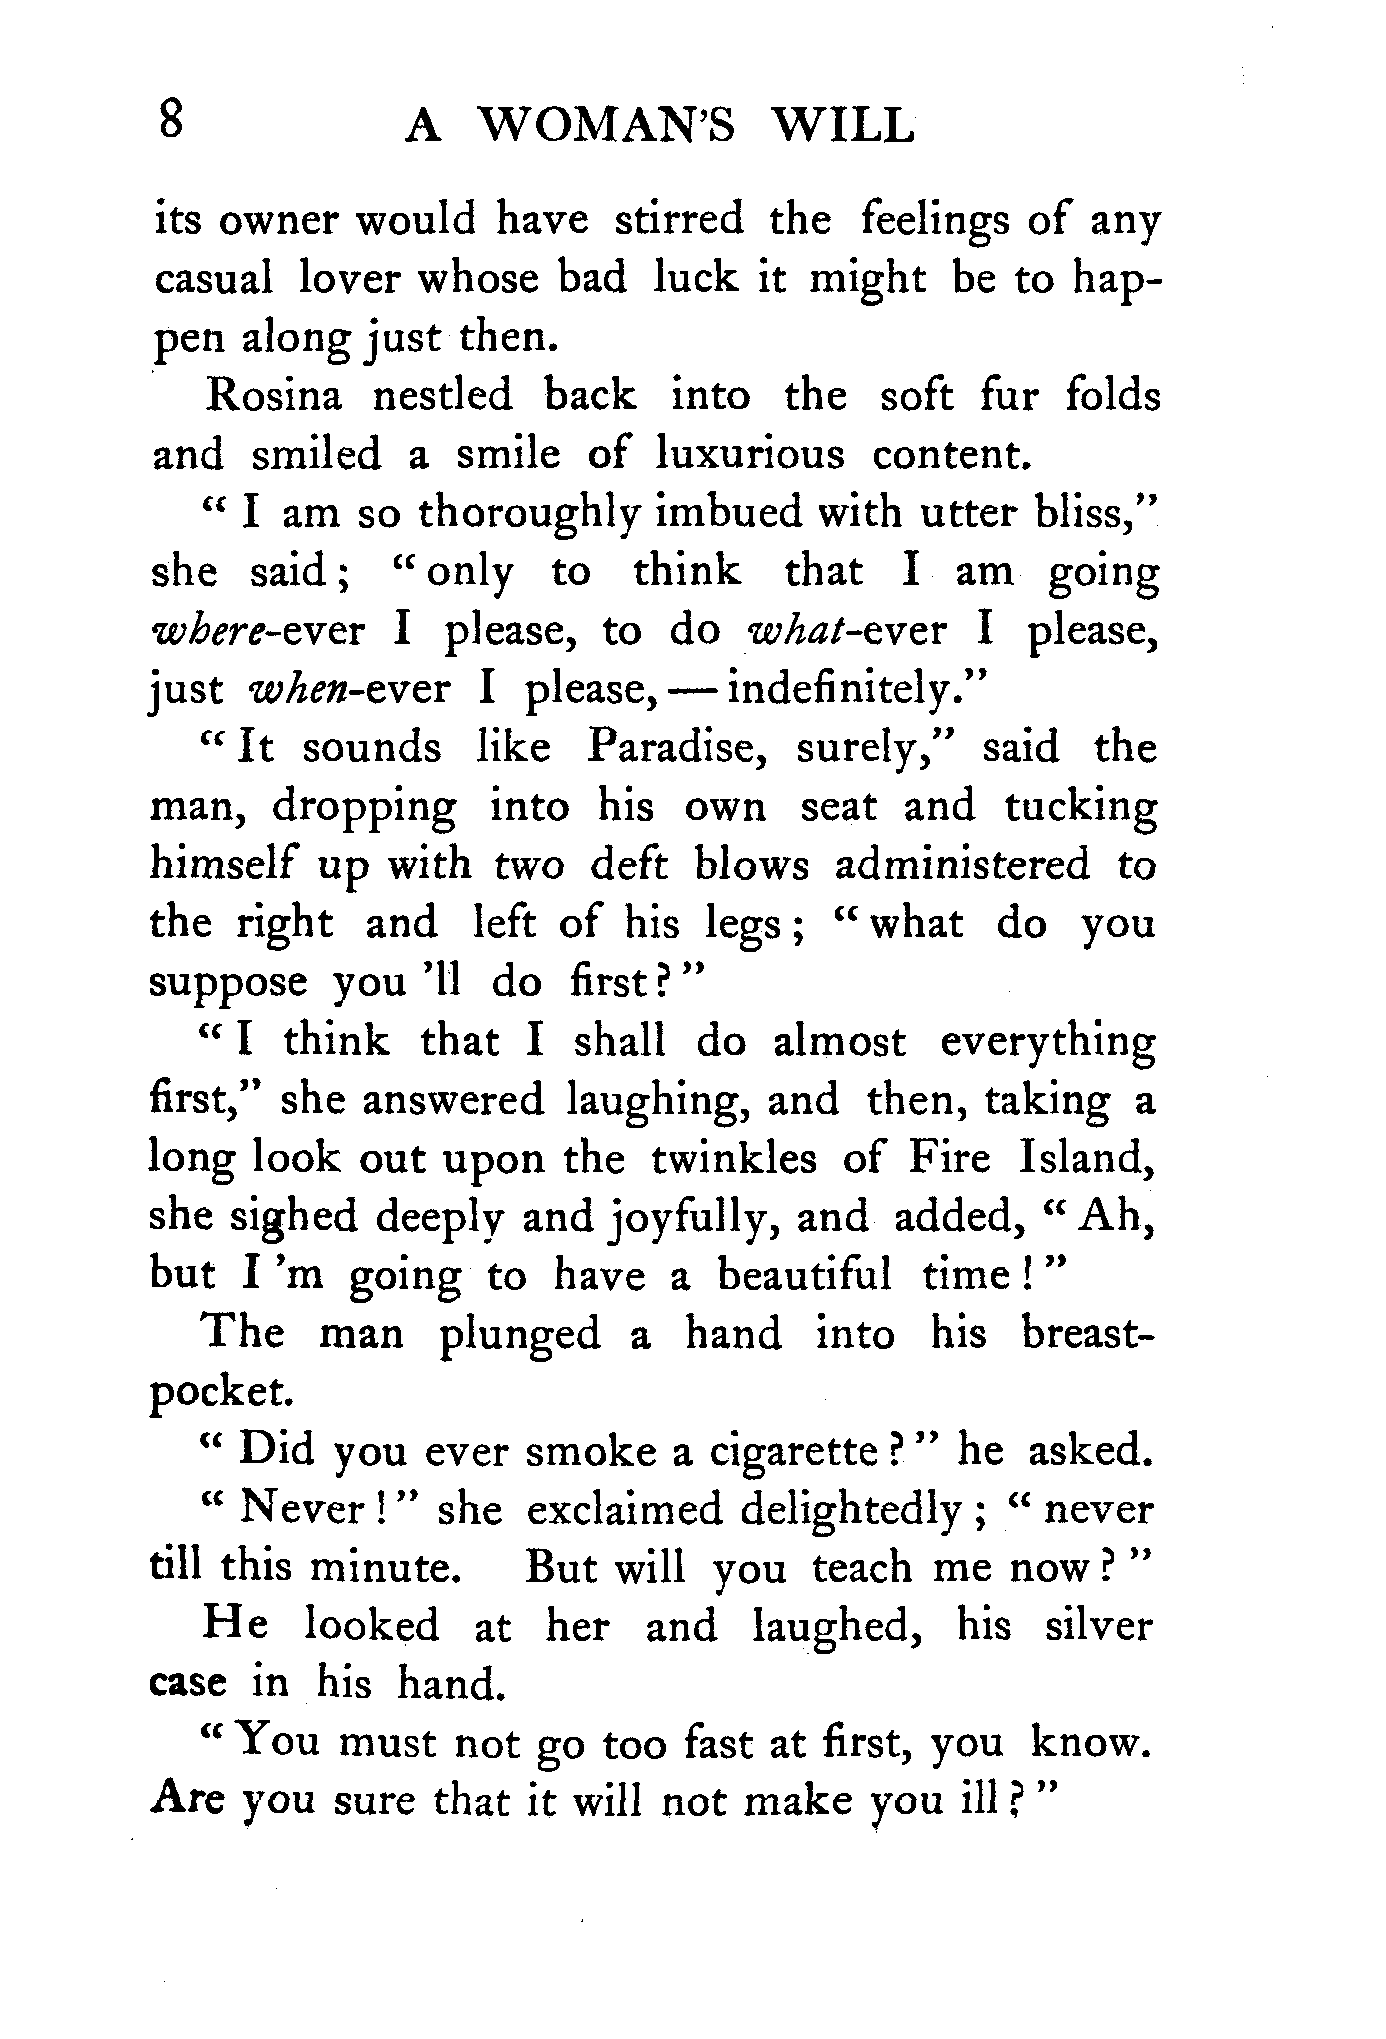 8 A WOMAN'S WILL
its owner would have stirred the feelings of any
casual lover whose bad luck it might be to hap-
pen along just then.
Rosina nestled back into the soft fur folds
and smiled a smile of luxurious content.
“ I am so thoroughly imbued with utter bliss,”
she said ; “ only to think that I am going
where-ever I please, to do what-ever I please,
just when-ever I please, — indefinitely.”
“ It sounds like Paradise, surely,” said the
man, dropping into his own seat and tucking
himself up with two deft blows administered to
the right and left of his legs ; “ what do you
suppose you 'll do first ? ”
“ I think that I shall do almost everything
first,” she answered laughing, and then, taking a
long look out upon the twinkles of Fire Island,
she sighed deeply and joyfully, and added, “ Ah,
but I 'm going to have a beautiful time ! ”
The man plunged a hand into his breast-
pocket.
“ Did you ever smoke a cigarette ? ” he asked.
“ Never ! ” she exclaimed delightedly ; “ never
till this minute. But will you teach me now ? ”
He looked at her and laughed, his silver
case in his hand.
“ You must not go too fast at first, you know.
Are you sure that it will not make you ill ? ”